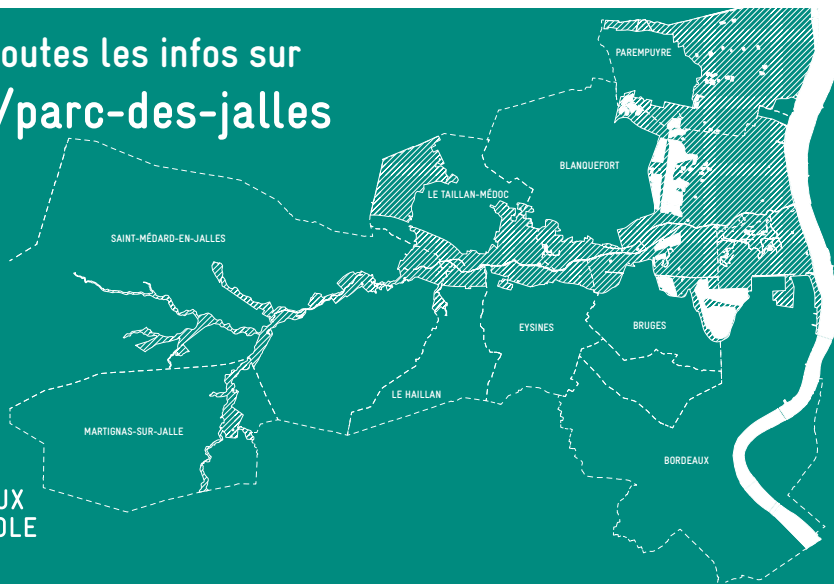 outes les infos sur
/parc-des-jalles
PAREMPUYRE
BLANQUEFORT
LE TAILLAN-MÉDOC
SAINT-MÉDARD-EN-JALLES
EYSINES
BRUGES
LE HAILLAN
MARTIGNAS-SUR-JALLE
BORDEAUX
UX
OLE